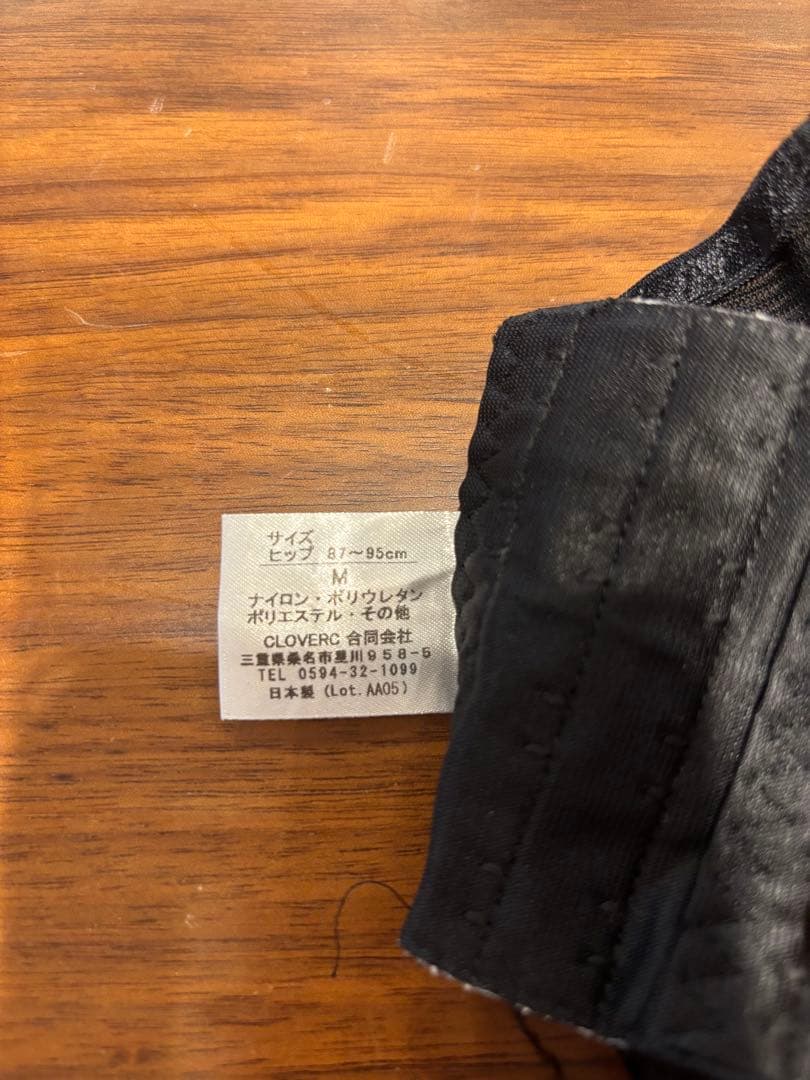 サイズ
ヒップ 87～95cm
M
ナイロン・ポリウレタン
ポリエステル・その他
CLOVERC 合同会社
三重県桑名市星川958-5
TEL 0594-32-1099
日本製（Lot.AA05）